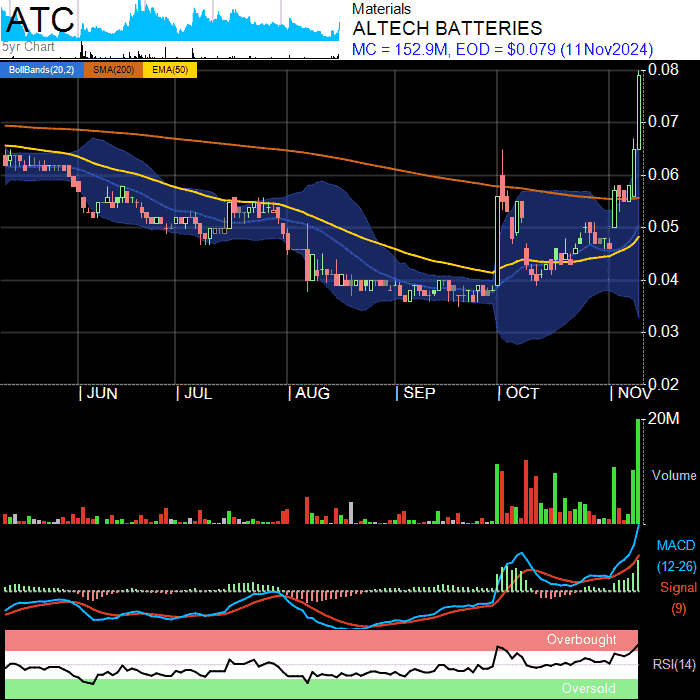 ATC
5yr Chart
Materials
ALTECH BATTERIES
MC = 152.9M, EOD = $0.079 (11Nov2024)
BollBands(20,2) SMA(200) EMA(50)
0.08
0.07
0.06
0.05
0.04
0.03
0.02
JUN JUL AUG SEP OCT NOV
20M
Volume
MACD
(12-26)
Signal
(9)
Overbought
RSI(14)
Oversold